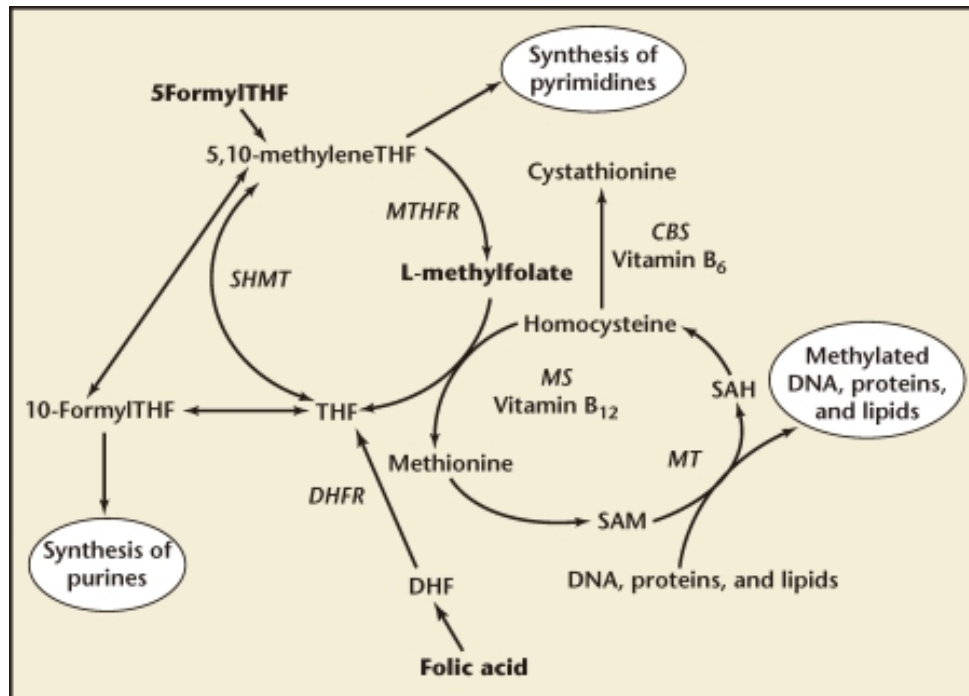 Synthesis of
pyrimidines
5FormylTHF
5,10-methyleneTHF
Cystathionine
MTHFR
CBS
Vitamin B6
SHMT
L-methylfolate
Homocysteine
Methylated
DNA, proteins,
and lipids
MS
Vitamin B12
SAH
10-FormylTHF
THF
Methionine
MT
DHFR
SAM
Synthesis of
purines
DHF
DNA, proteins, and lipids
Folic acid